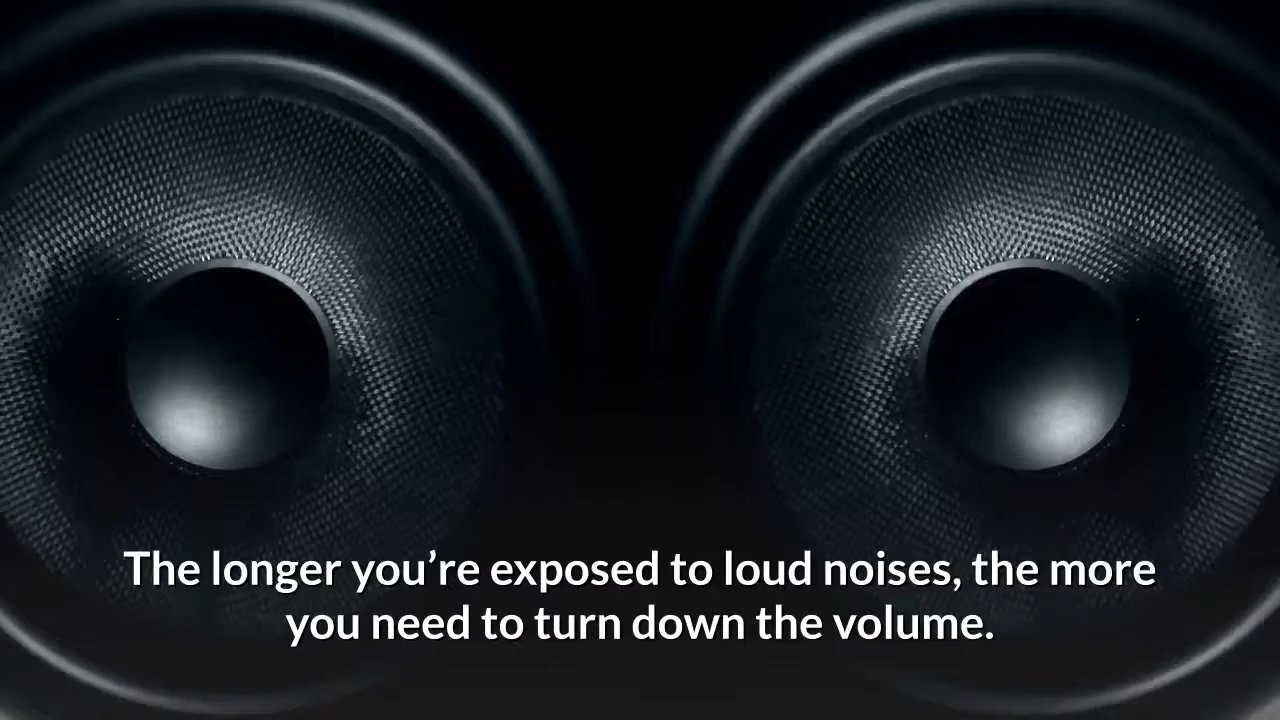 The longer you’re exposed to loud noises, the more
you need to turn down the volume.